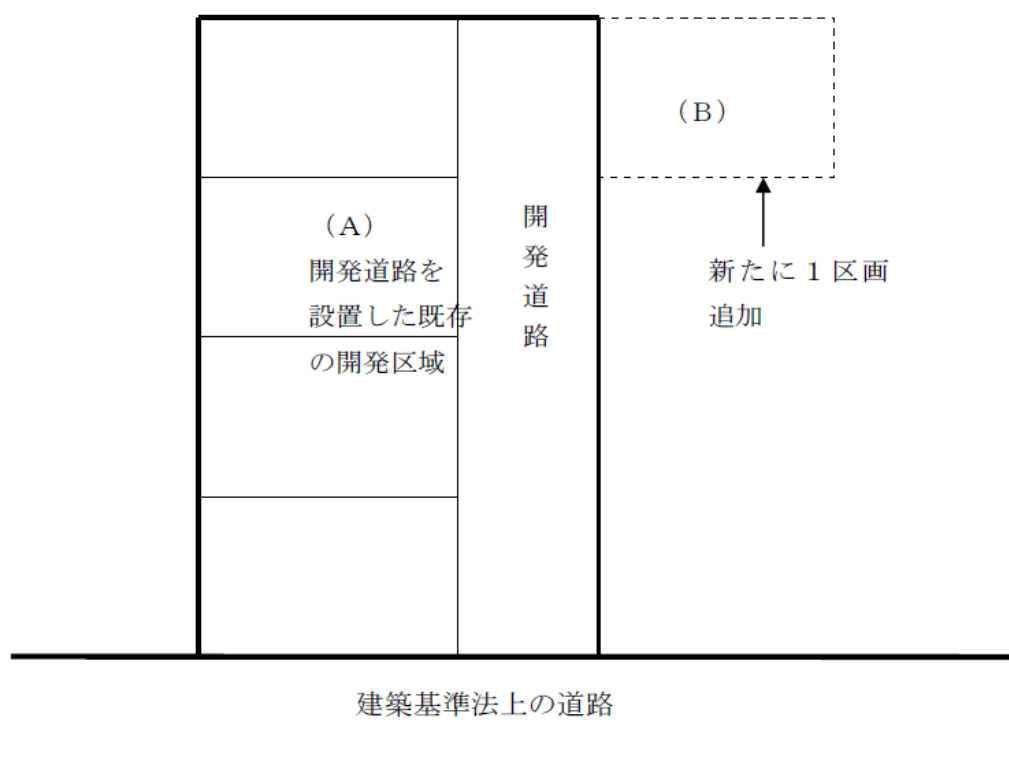 （B）
（A）
開発道路を
設置した既存
の開発区域
開発道路
新たに１区画
追加
建築基準法上の道路